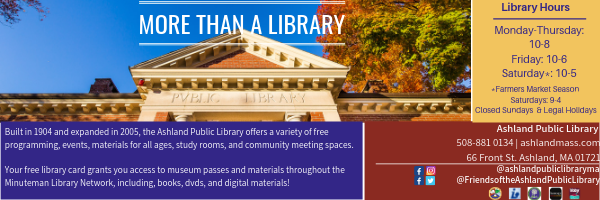 MORE THAN A LIBRARY
PUBLIC LIBRARY
Library Hours
Monday-Thursday:
10-8
Friday: 10-6
Saturday*: 10-5
*Farmers Market Season
Saturdays: 9-4
Closed Sundays & Legal Holidays
Built in 1904 and expanded in 2005, the Ashland Public Library offers a variety of free
programming, events, materials for all ages, study rooms, and community meeting spaces.
Your free library card grants you access to museum passes and materials throughout the
Minuteman Library Network, including, books, dvds, and digital materials!
Ashland Public Library
508-881 0134 | ashlandmass.com
66 Front St. Ashland, MA 01721
@ashlandpubliclibraryma
@FriendsoftheAshlandPublicLibrary